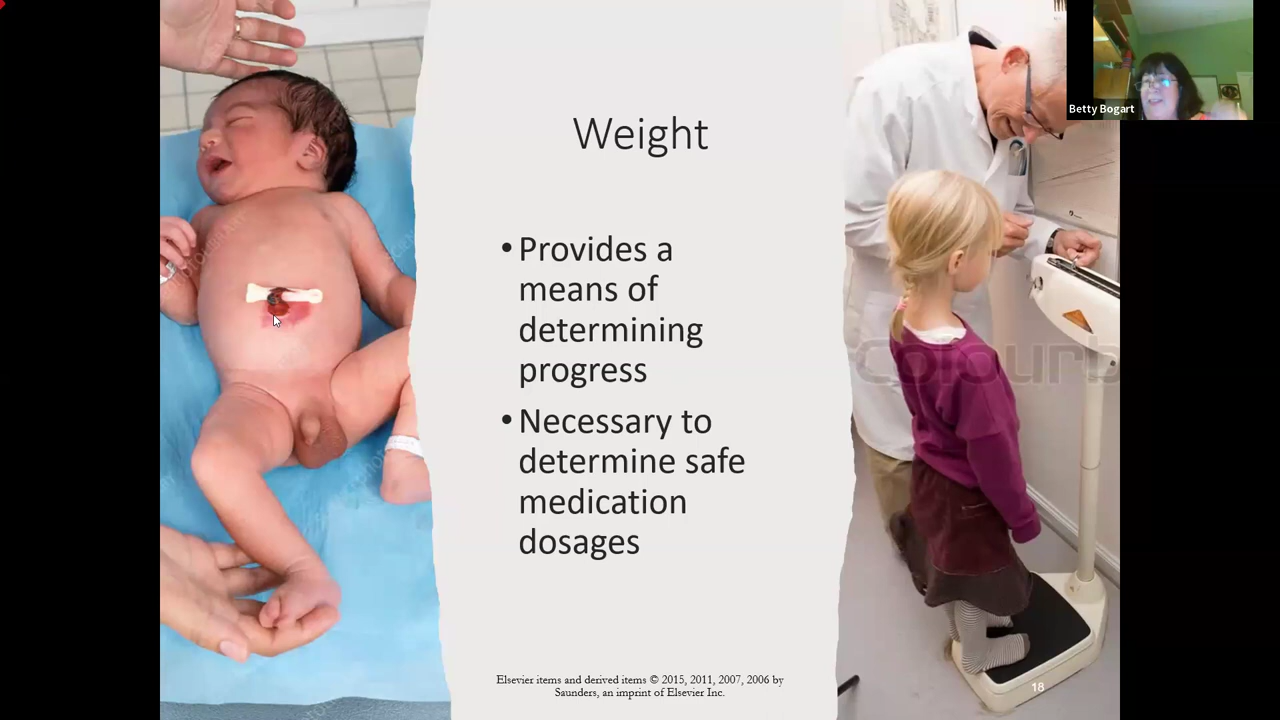 Betty Bogart
Weight
• Provides a
means of
determining
progress
• Necessary to
determine safe
medication
dosages
Colourb
Elsevier items and derived items © 2015, 2011, 2007, 2006 by
Saunders, an imprint of Elsevier Inc.
18